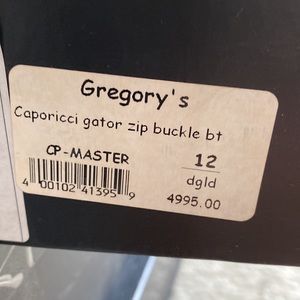 Gregory's
Caporicci gator zip buckle bt
CP-MASTER
12
dgld
4 00102 41395 9
4995.00